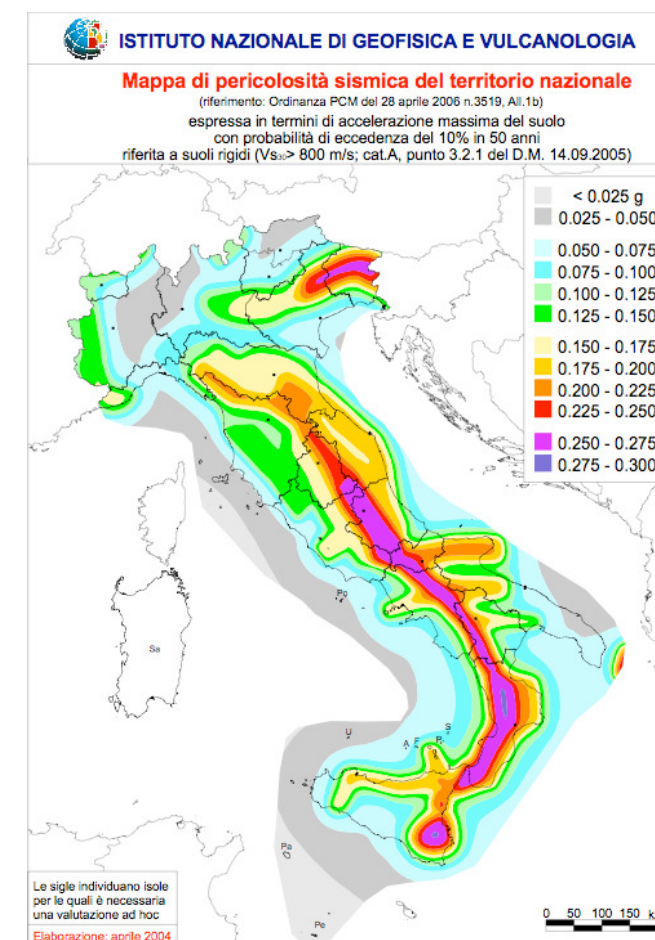 ISTITUTO NAZIONALE DI GEOFISICA E VULCANOLOGIA
Mappa di pericolosità sismica del territorio nazionale
(riferimento: Ordinanza PCM del 28 aprile 2006 n.3519, All.1b)
espressa in termini di accelerazione massima del suolo
con probabilità di eccedenza del 10% in 50 anni
riferita a suoli rigidi (Vs30> 800 m/s; cat.A, punto 3.2.1 del D.M. 14.09.2005)
< 0.025 g
0.025 - 0.050
0.050 - 0.075
0.075 - 0.100
0.100 - 0.125
0.125 - 0.150
0.150 - 0.175
0.175 - 0.200
0.200 - 0.225
0.225 - 0.250
0.250 - 0.275
0.275 - 0.300
Po
Sa
U
S
A
F
P
Pa
Pe
Le sigle individuano isole
per le quali è necessaria
una valutazione ad hoc
Elaborazione: aprile 2004
0 50 100 150 k